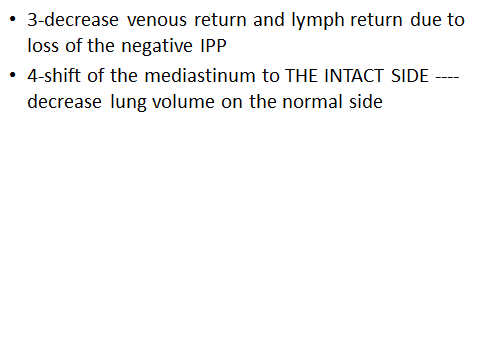 • 3-decrease venous return and lymph return due to
loss of the negative IPP
• 4-shift of the mediastinum to THE INTACT SIDE ----
decrease lung volume on the normal side